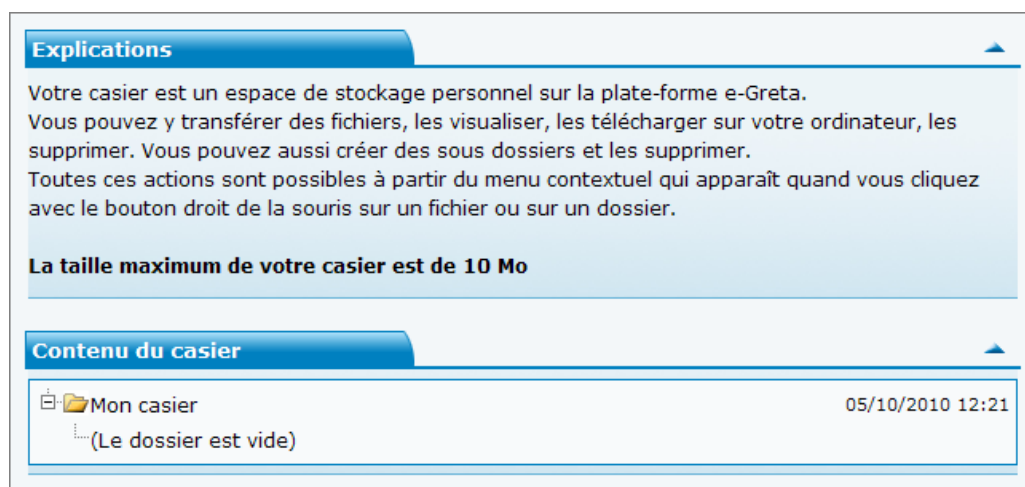 Explications
Votre casier est un espace de stockage personnel sur la plate-forme e-Greta.
Vous pouvez y transférer des fichiers, les visualiser, les télécharger sur votre ordinateur, les
supprimer. Vous pouvez aussi créer des sous dossiers et les supprimer.
Toutes ces actions sont possibles à partir du menu contextuel qui apparaît quand vous cliquez
avec le bouton droit de la souris sur un fichier ou sur un dossier.
La taille maximum de votre casier est de 10 Mo
Contenu du casier
Mon casier 05/10/2010 12:21
(Le dossier est vide)